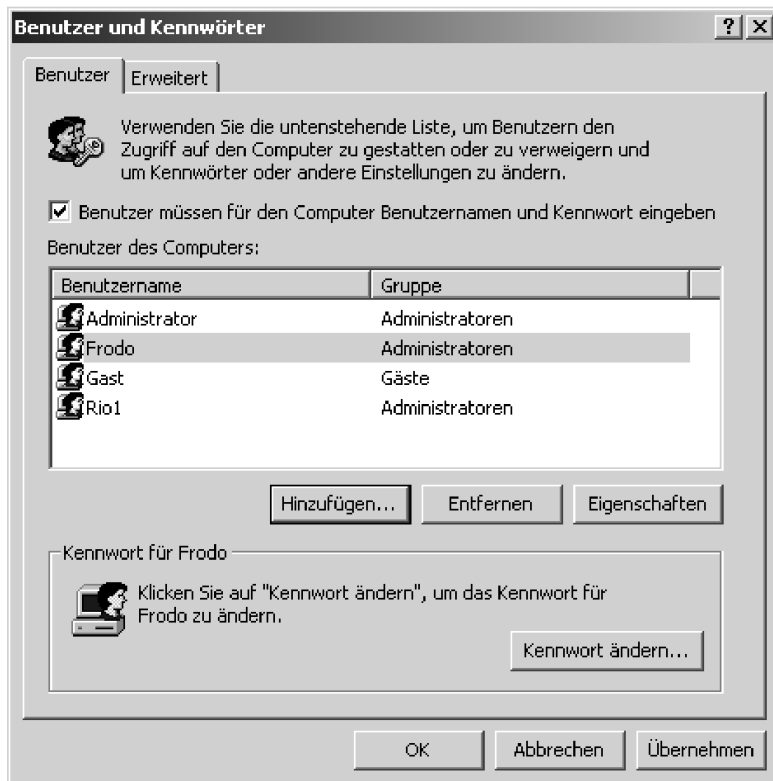 Benutzer und Kennwörter
Benutzer Erweitert
Verwenden Sie die untenstehende Liste, um Benutzern den
Zugriff auf den Computer zu gestatten oder zu verweigern und
um Kennwörter oder andere Einstellungen zu ändern.
Benutzer müssen für den Computer Benutzernamen und Kennwort eingeben
Benutzer des Computers:
Benutzername Gruppe
Administrator Administratoren
Frodo Administratoren
Gast Gäste
Rio1 Administratoren
Hinzufügen... Entfernen Eigenschaften
Kennwort für Frodo
Klicken Sie auf "Kennwort ändern", um das Kennwort für
Frodo zu ändern.
Kennwort ändern...
OK Abbrechen Übernehmen